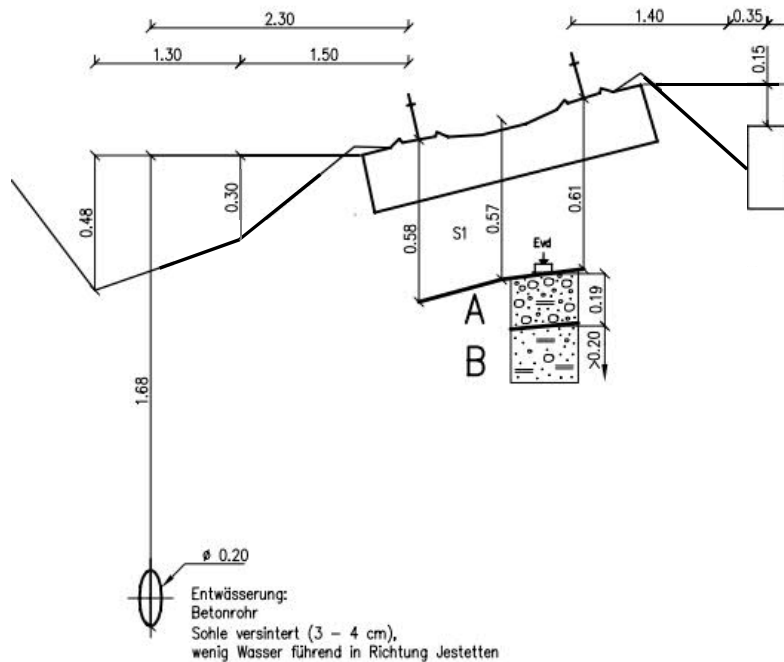 2.30
1.40
0.35
1.30
1.50
0.15
0.48
0.30
0.58
S1
0.57
0.61
Evd
A
0.19
B
>0.20
1.68
ø 0.20
Entwässerung:
Betonrohr
Sohle versintert (3 – 4 cm),
wenig Wasser führend in Richtung Jestetten